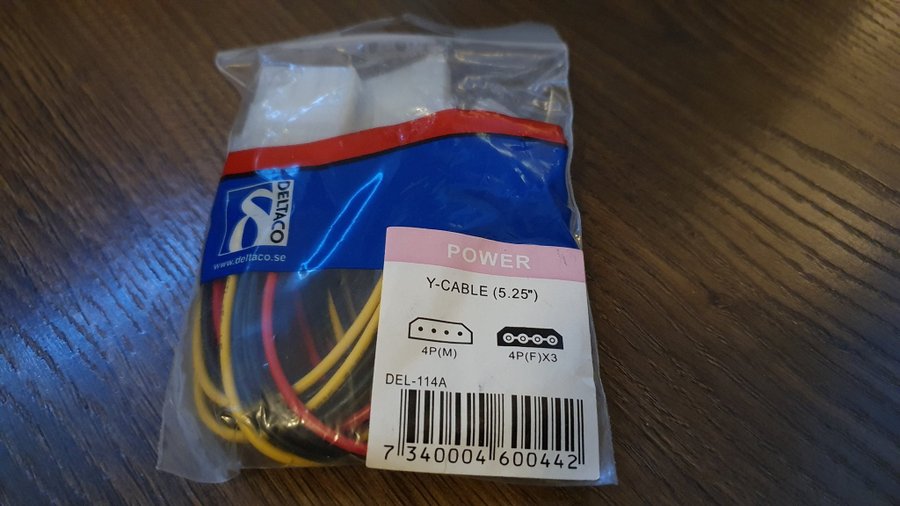 DELTACO
www.deltaco.se
POWER
Y-CABLE (5.25")
4P(M)
4P(F)X3
DEL-114A
7 340004 600442